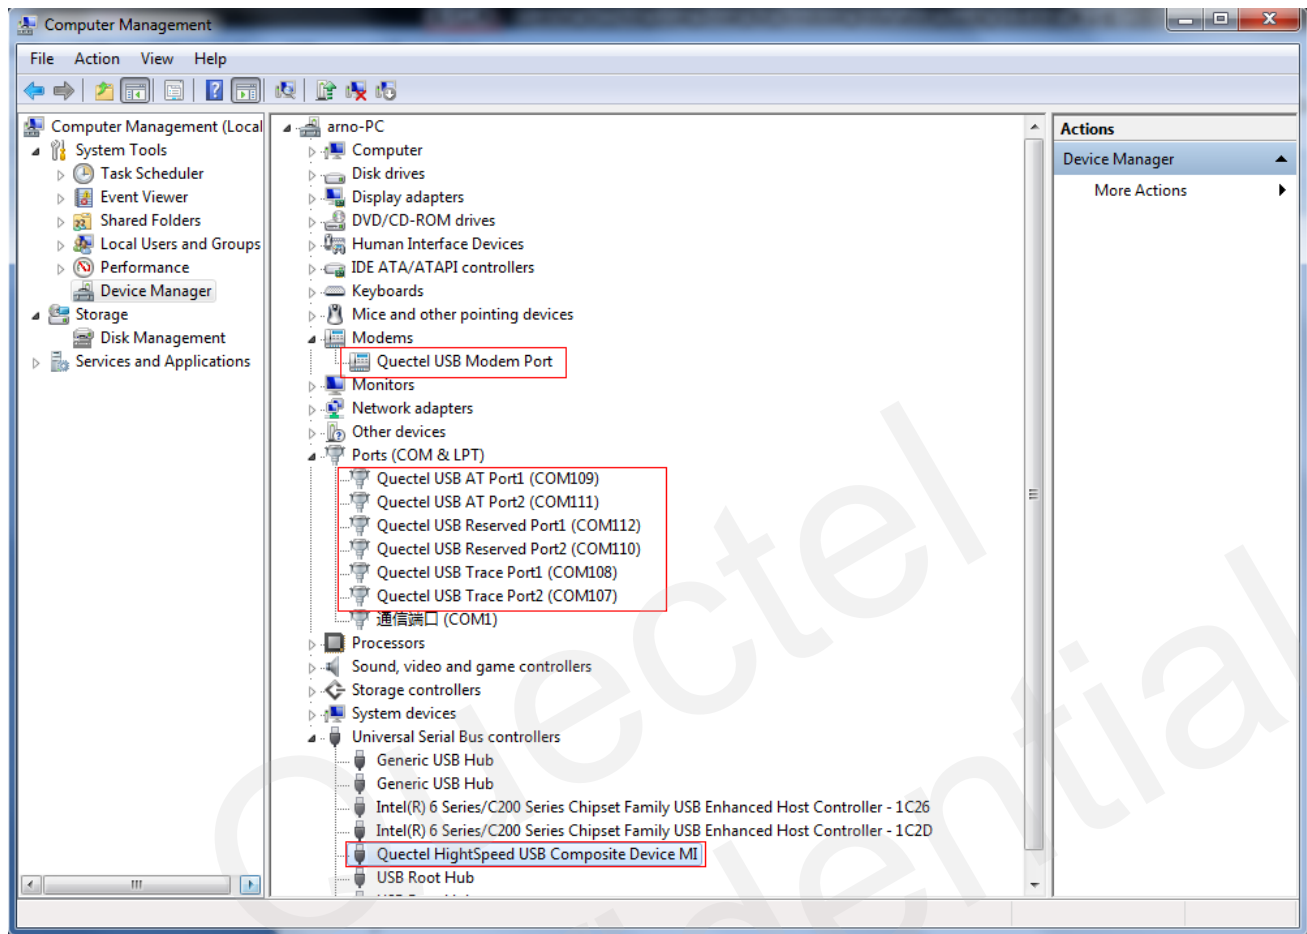 Computer Management
File Action View Help
Computer Management (Local
System Tools
Task Scheduler
Event Viewer
Shared Folders
Local Users and Groups
Performance
Device Manager
Storage
Disk Management
Services and Applications
arno-PC
Computer
Disk drives
Display adapters
DVD/CD-ROM drives
Human Interface Devices
IDE ATA/ATAPI controllers
Keyboards
Mice and other pointing devices
Modems
Quectel USB Modem Port
Monitors
Network adapters
Other devices
Ports (COM & LPT)
Quectel USB AT Port1 (COM109)
Quectel USB AT Port2 (COM111)
Quectel USB Reserved Port1 (COM112)
Quectel USB Reserved Port2 (COM110)
Quectel USB Trace Port1 (COM108)
Quectel USB Trace Port2 (COM107)
通信端口 (COM1)
Processors
Sound, video and game controllers
Storage controllers
System devices
Universal Serial Bus controllers
Generic USB Hub
Generic USB Hub
Intel(R) 6 Series/C200 Series Chipset Family USB Enhanced Host Controller - 1C26
Intel(R) 6 Series/C200 Series Chipset Family USB Enhanced Host Controller - 1C2D
Quectel HightSpeed USB Composite Device MI
USB Root Hub
Actions
Device Manager
More Actions
Quectel